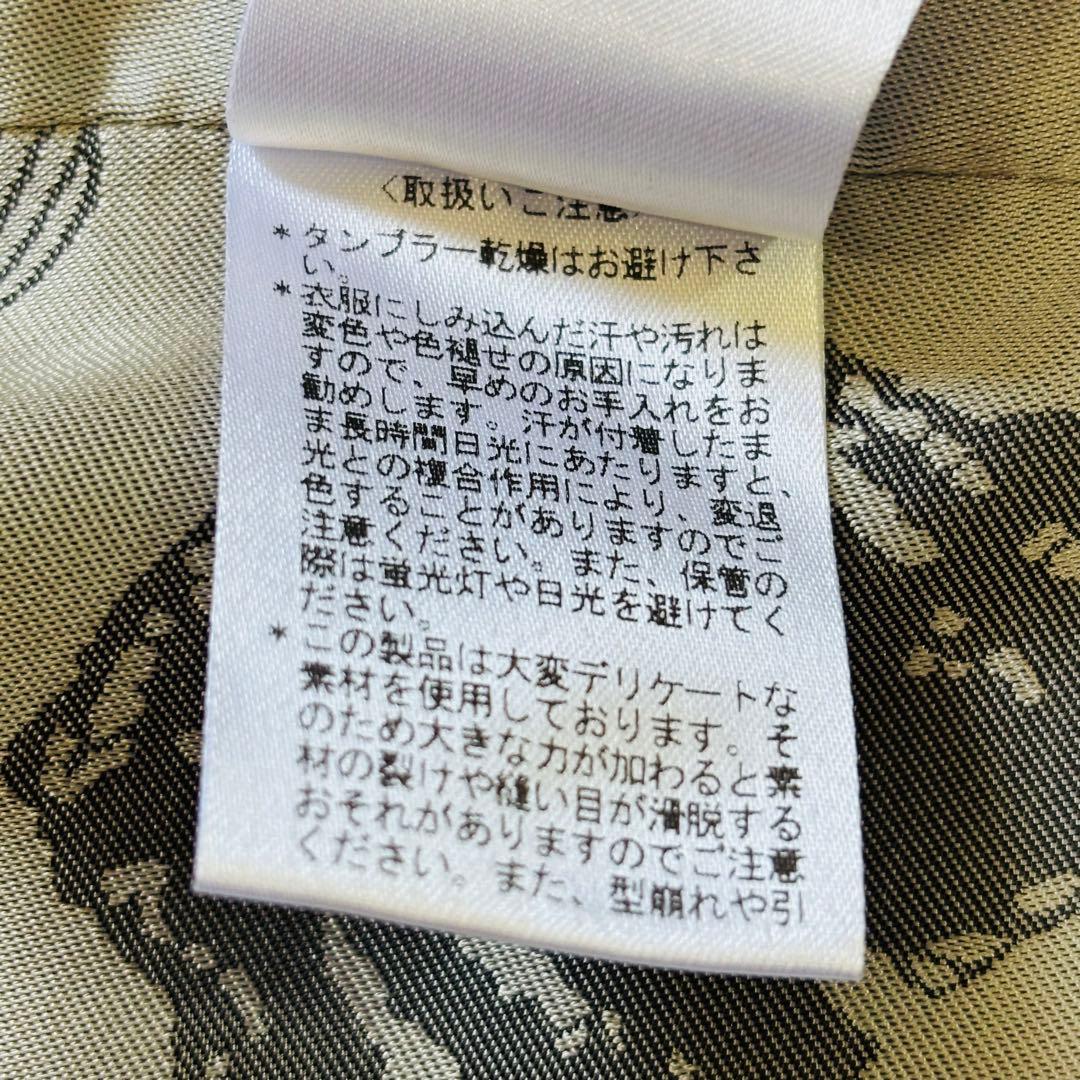 〈取扱いご注意
*タンブラー乾燥はお避け下さ
い。
*衣服にしみ込んだ汗や汚れは
変色や色褪せの原因になりま
すので、早めのお手入れをお
勧めします。汗が付着したま
ま長時間日光にあたりますと、
光との複合作用により、変退
色することがありますのでご
注意ください。また、保管の
際は蛍光灯や日光を避けてく
ださい。
*この製品は大変デリケートな
素材を使用しております。そ
のため大きな力が加わると素
材の裂けや縫い目が滑脱する
おそれがありますのでご注意
ください。また、型崩れや引